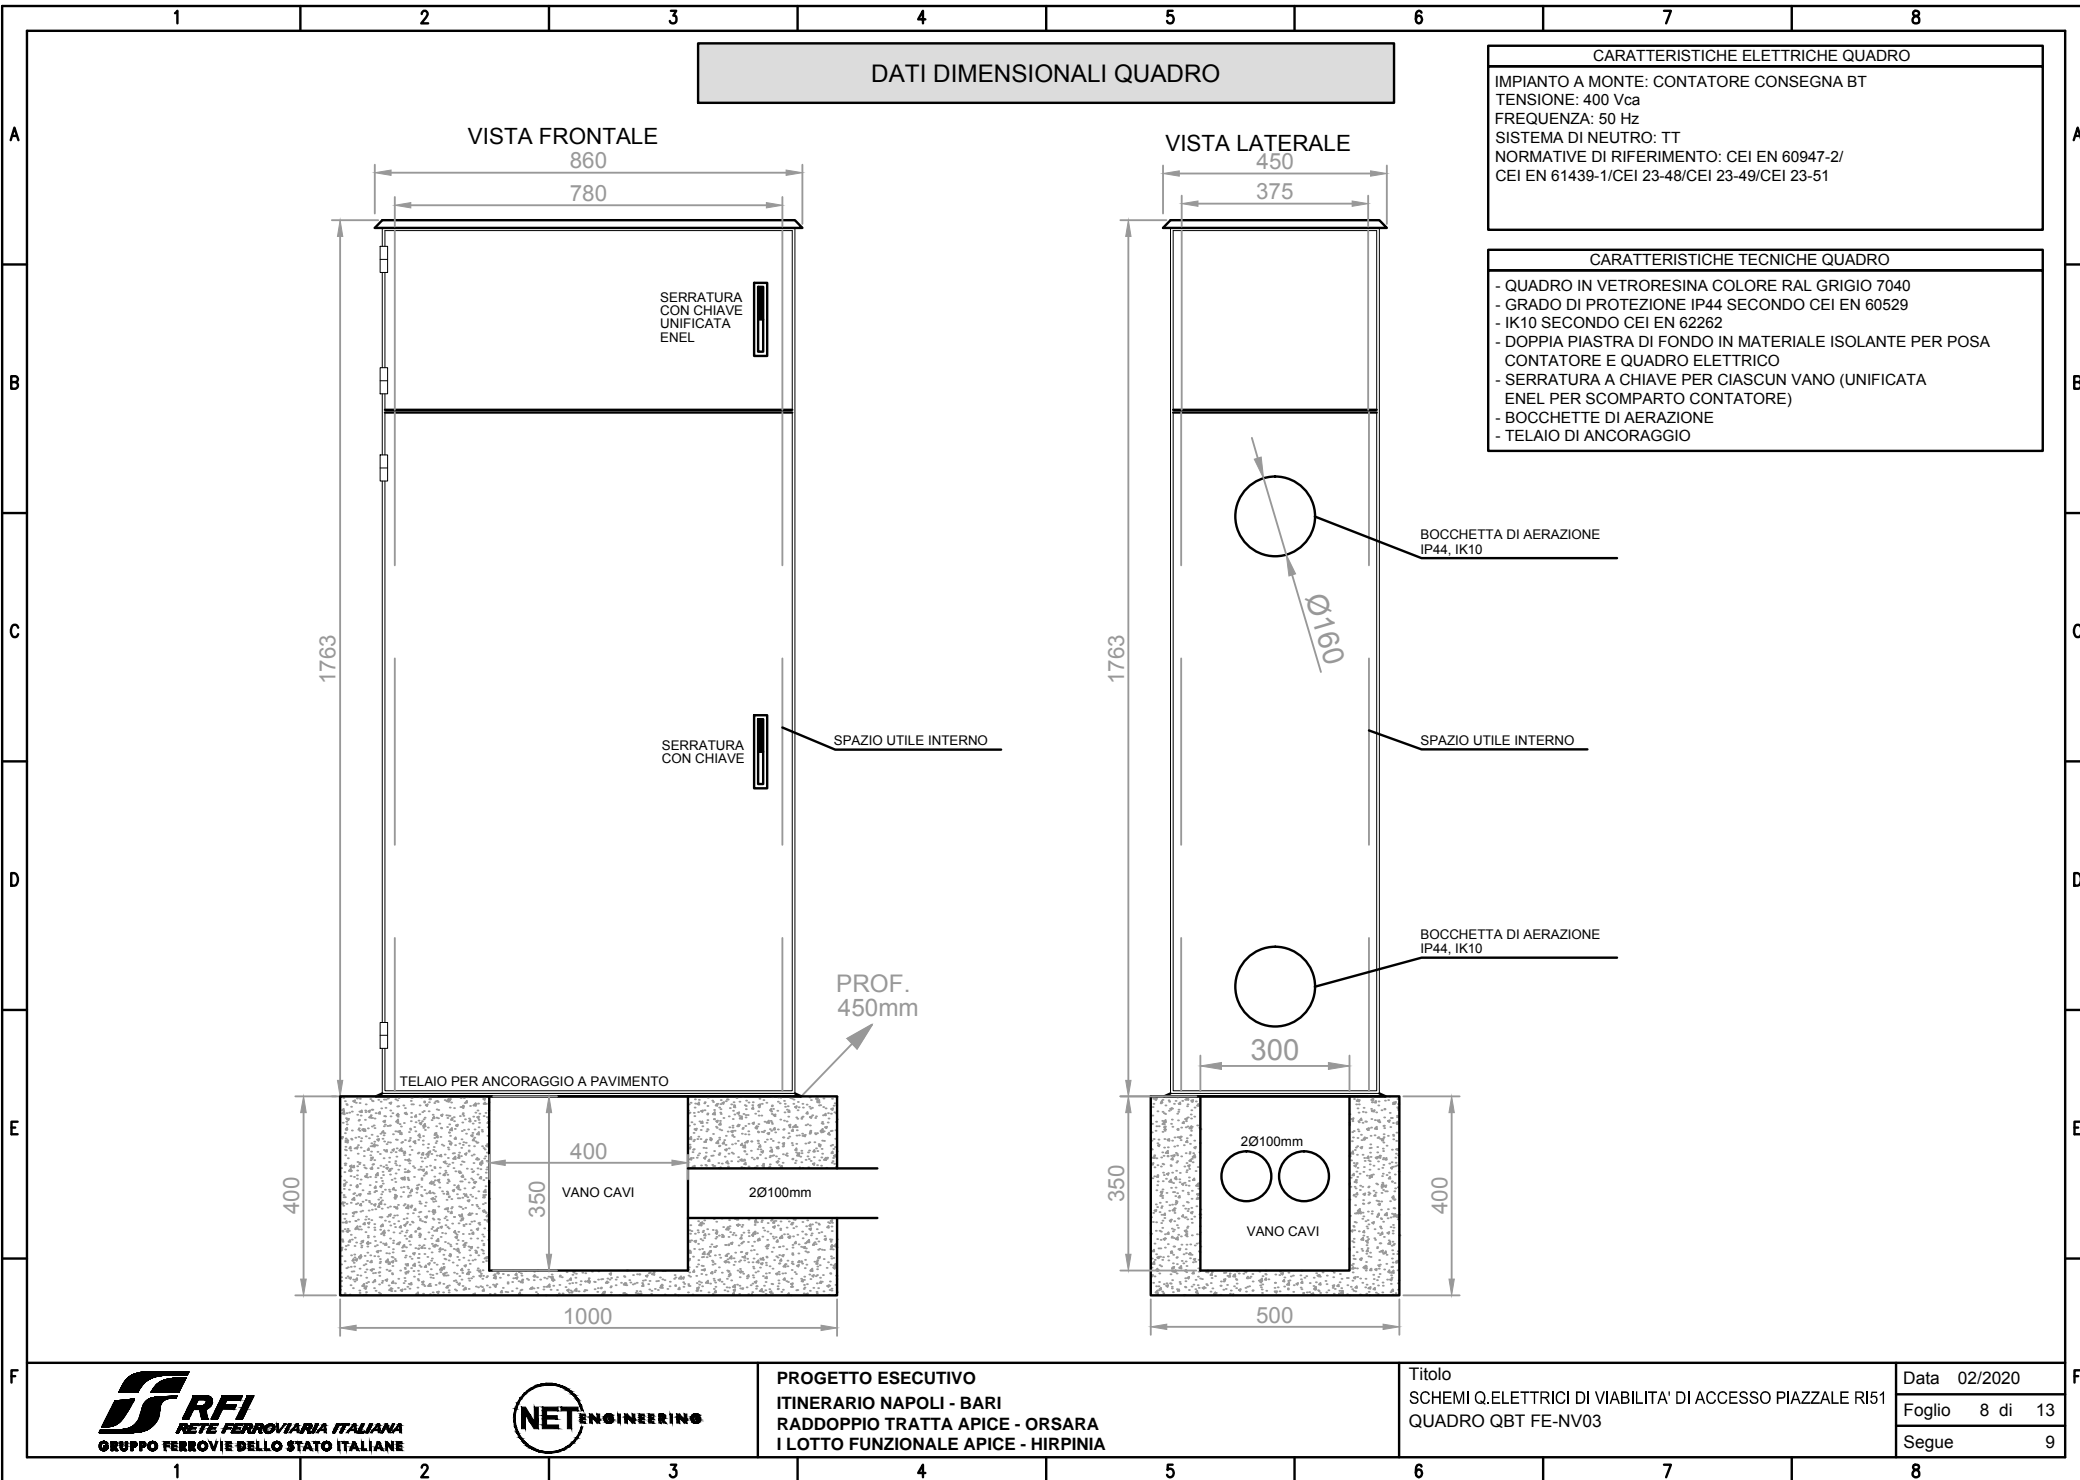 1 2 3 4 5 6 7 8
DATI DIMENSIONALI QUADRO
CARATTERISTICHE ELETTRICHE QUADRO
IMPIANTO A MONTE: CONTATORE CONSEGNA BT
TENSIONE: 400 Vca
FREQUENZA: 50 Hz
SISTEMA DI NEUTRO: TT
NORMATIVE DI RIFERIMENTO: CEI EN 60947-2/
CEI EN 61439-1/CEI 23-48/CEI 23-49/CEI 23-51
CARATTERISTICHE TECNICHE QUADRO
- QUADRO IN VETRORESINA COLORE RAL GRIGIO 7040
- GRADO DI PROTEZIONE IP44 SECONDO CEI EN 60529
- IK10 SECONDO CEI EN 62262
- DOPPIA PIASTRA DI FONDO IN MATERIALE ISOLANTE PER POSA
CONTATORE E QUADRO ELETTRICO
- SERRATURA A CHIAVE PER CIASCUN VANO (UNIFICATA
ENEL PER SCOMPARTO CONTATORE)
- BOCCHETTE DI AERAZIONE
- TELAIO DI ANCORAGGIO
A A
B B
C C
D D
E E
F F
VISTA FRONTALE
860
780
SERRATURA
CON CHIAVE
UNIFICATA
ENEL
1763
SERRATURA
CON CHIAVE
SPAZIO UTILE INTERNO
PROF.
450mm
TELAIO PER ANCORAGGIO A PAVIMENTO
400
400
350
VANO CAVI
2Ø100mm
1000
VISTA LATERALE
450
375
BOCCHETTA DI AERAZIONE
IP44, IK10
Ø160
1763
SPAZIO UTILE INTERNO
BOCCHETTA DI AERAZIONE
IP44, IK10
300
2Ø100mm
350
400
VANO CAVI
500
RFI
RETE FERROVIARIA ITALIANA
GRUPPO FERROVIE DELLO STATO ITALIANE
NET ENGINEERING
PROGETTO ESECUTIVO
ITINERARIO NAPOLI - BARI
RADDOPPIO TRATTA APICE - ORSARA
I LOTTO FUNZIONALE APICE - HIRPINIA
Titolo
SCHEMI Q.ELETTRICI DI VIABILITA' DI ACCESSO PIAZZALE RI51
QUADRO QBT FE-NV03
Data 02/2020
Foglio 8 di 13
Segue 9
1 2 3 4 5 6 7 8